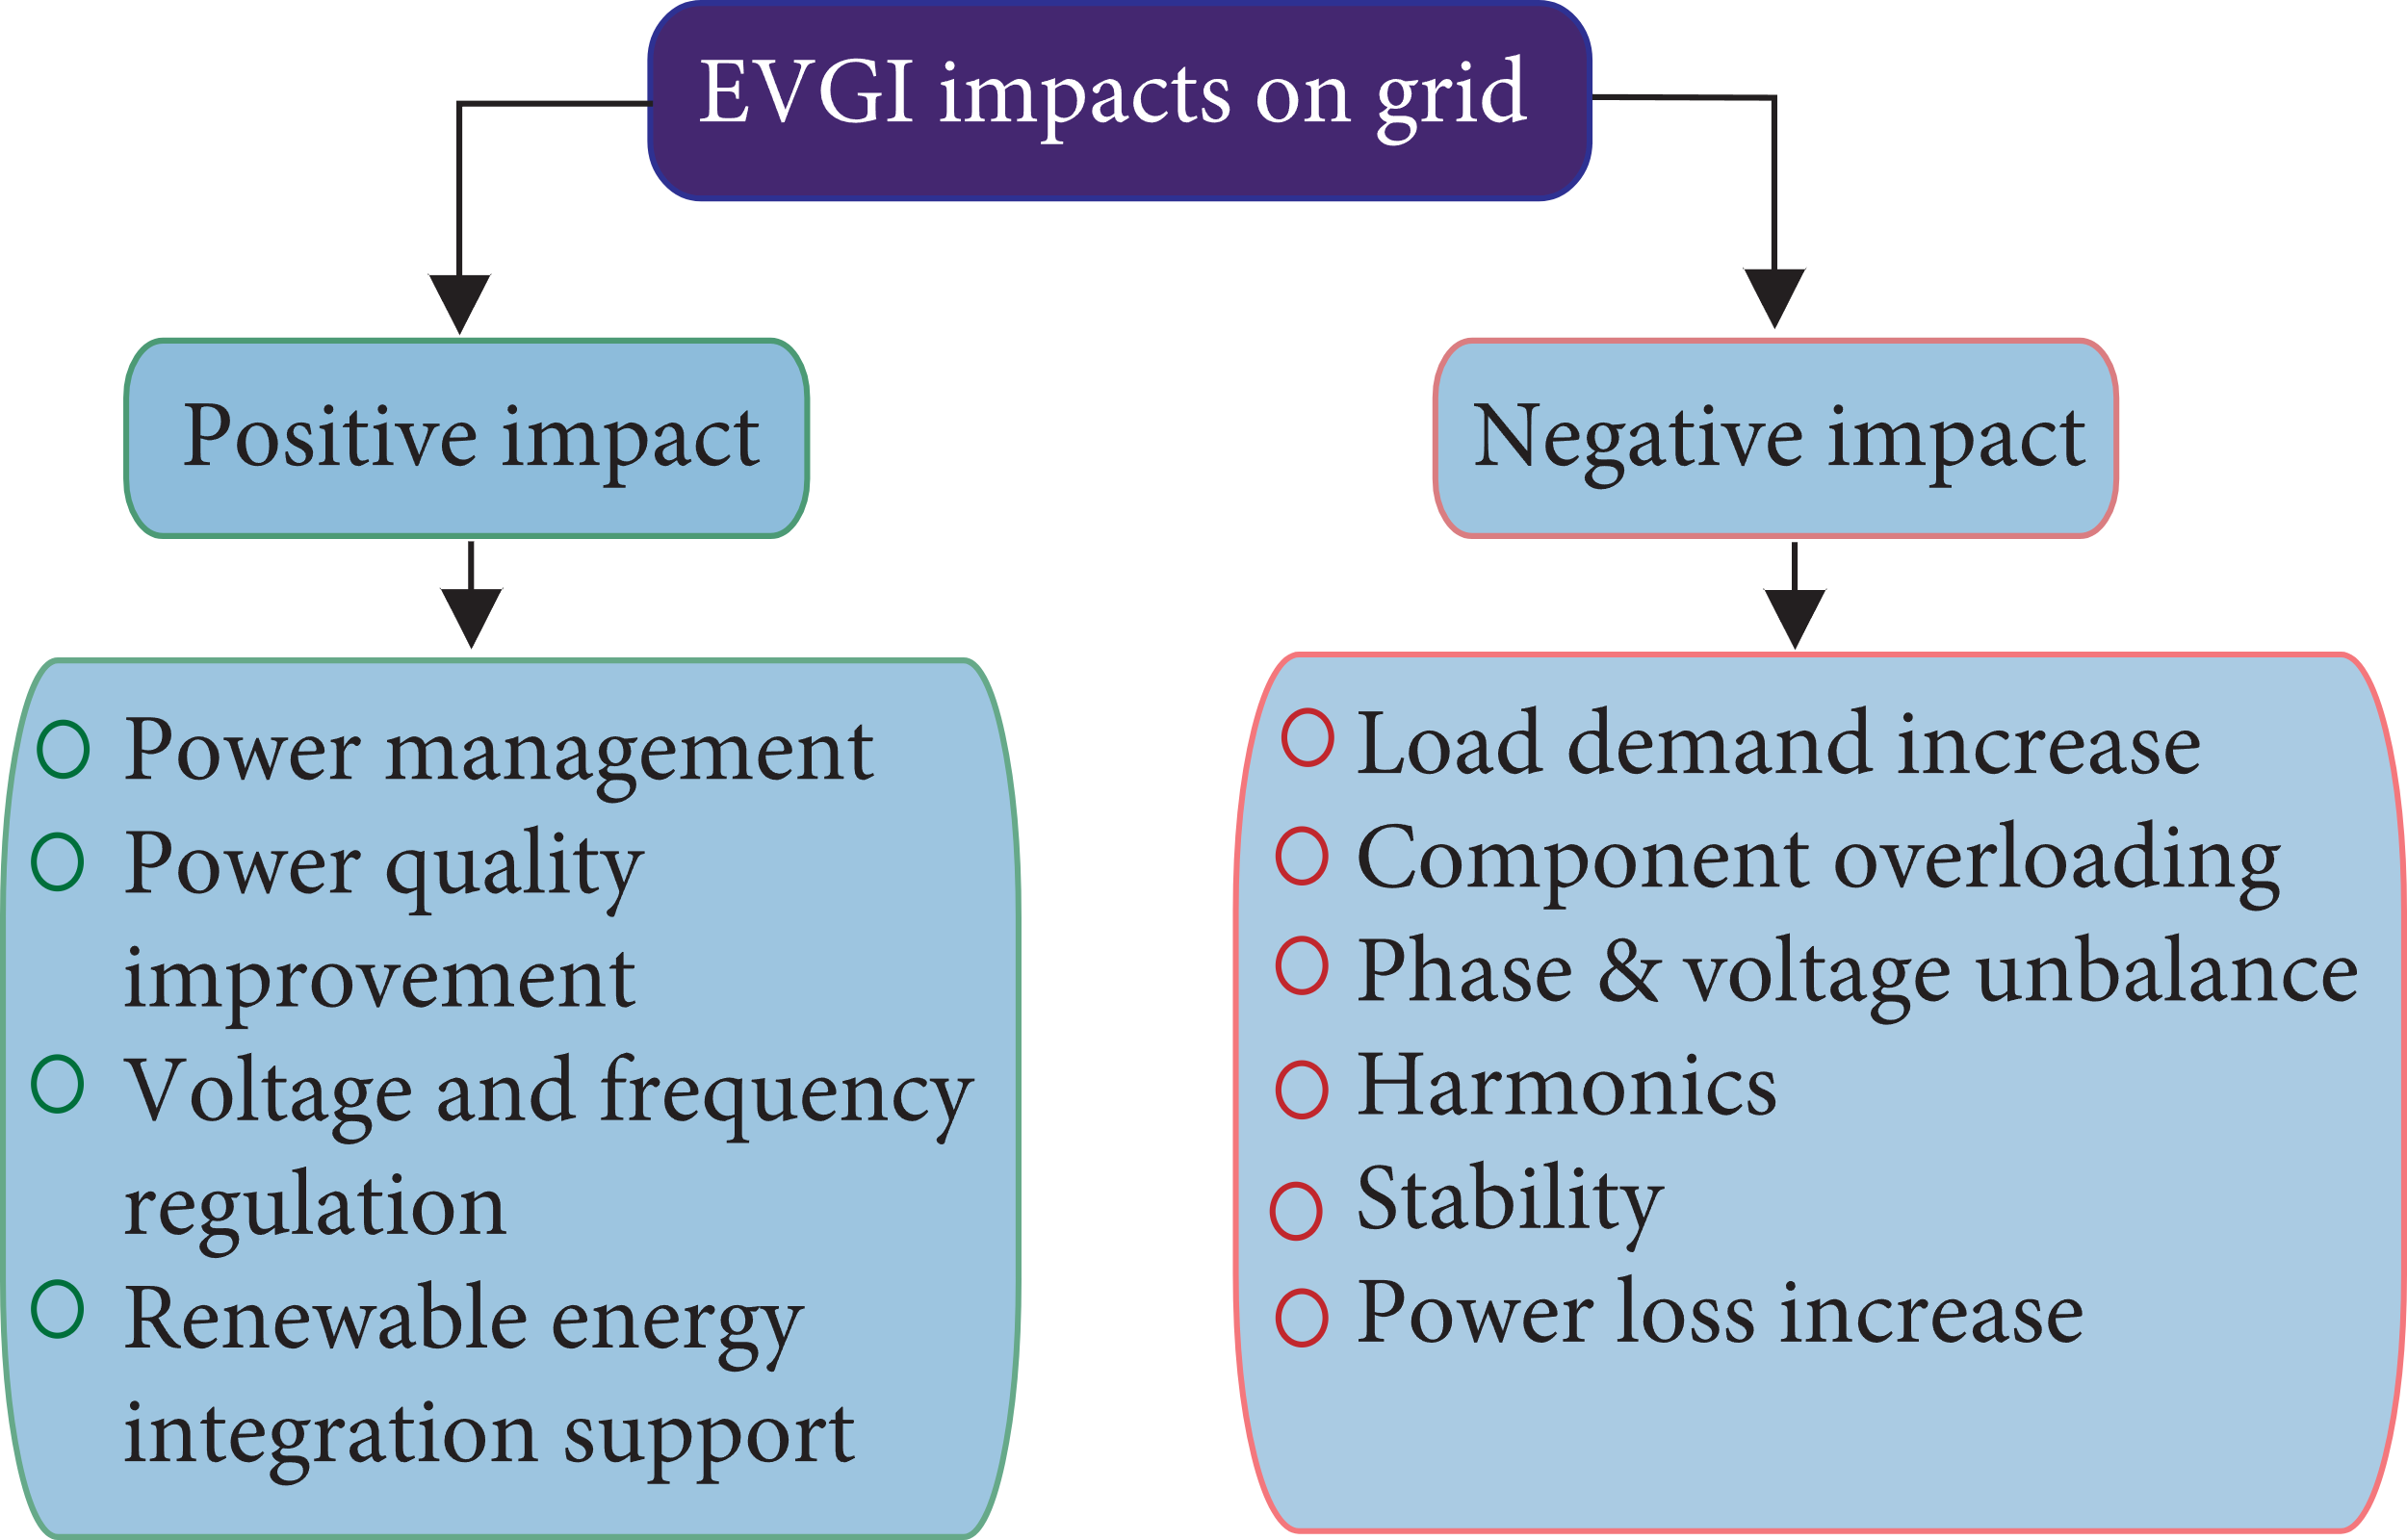 EVGI impacts on grid
Positive impact
Negative impact
Power management
Power quality
improvement
Voltage and frequency
regulation
Renewable energy
integration support
Load demand increase
Component overloading
Phase & voltage unbalance
Harmonics
Stability
Power loss increase